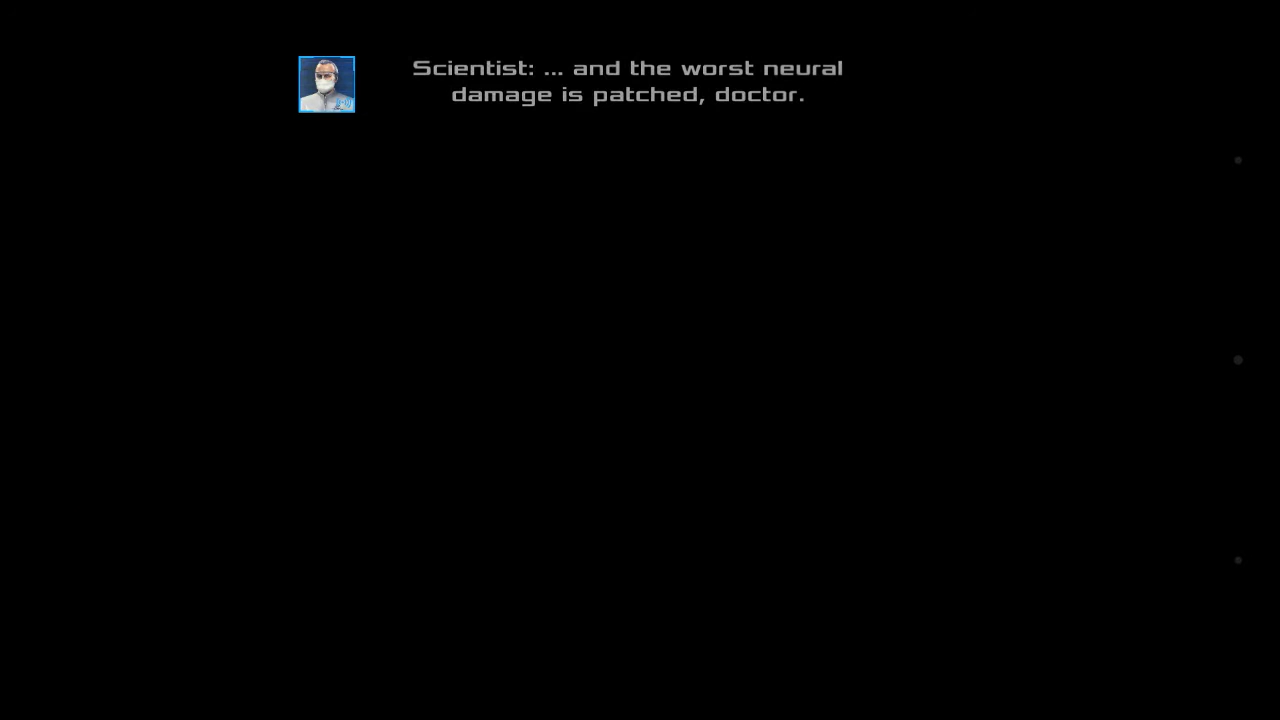 Scientist: ... and the worst neural
damage is patched, doctor.